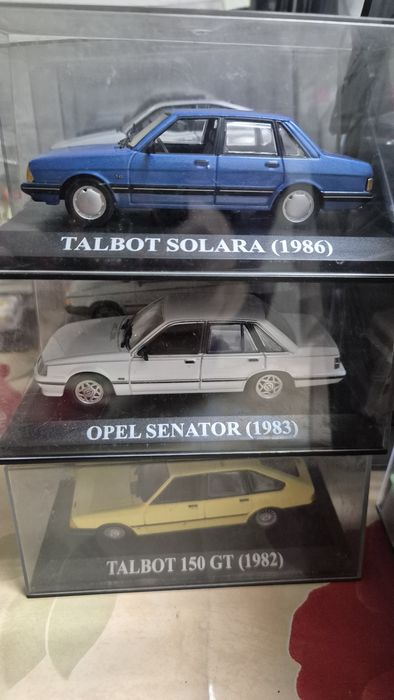 TALBOT SOLARA (1986)
OPEL SENATOR (1983)
TALBOT 150 GT (1982)